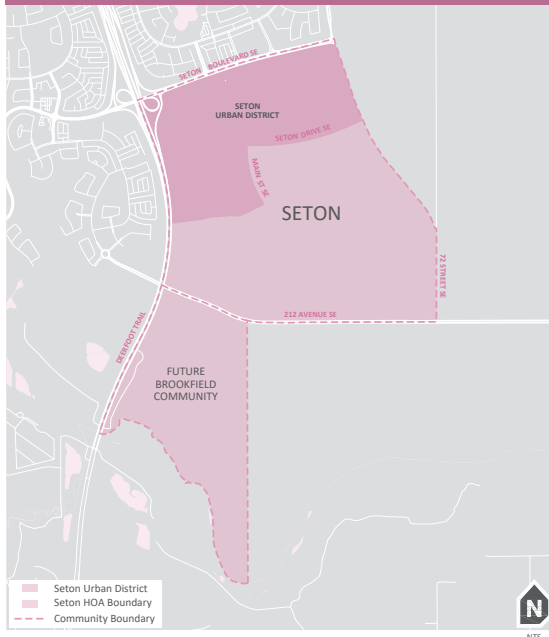 SETON BOULEVARD SE
SETON
URBAN DISTRICT
SETON DRIVE SE
MAIN ST SE
SETON
72 STREET SE
212 AVENUE SE
DEERFOOT TRAIL
FUTURE
BROOKFIELD
COMMUNITY
Seton Urban District
Seton HOA Boundary
Community Boundary
N
NTS